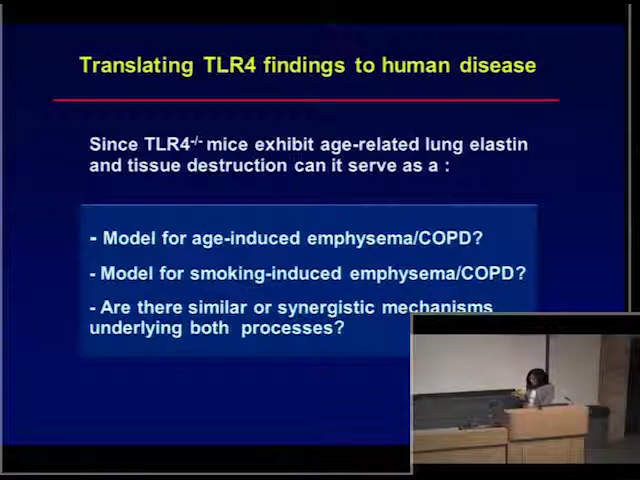 Translating TLR4 findings to human disease
Since TLR4-/- mice exhibit age-related lung elastin
and tissue destruction can it serve as a :
- Model for age-induced emphysema/COPD?
- Model for smoking-induced emphysema/COPD?
- Are there similar or synergistic mechanisms
underlying both processes?